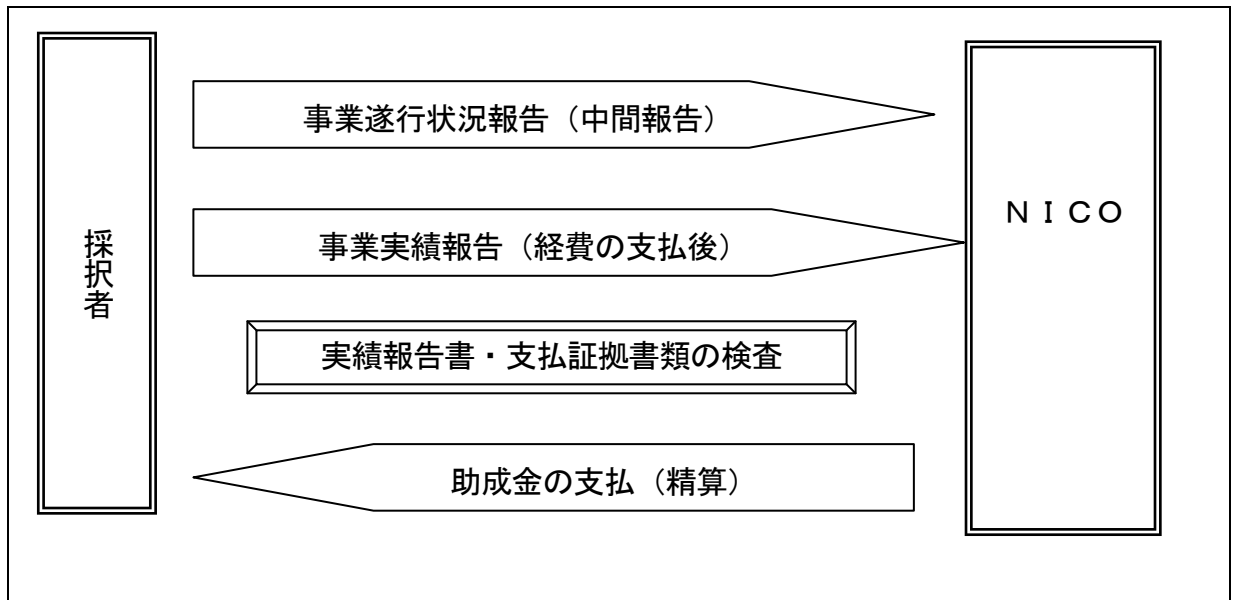 採択者
事業遂行状況報告（中間報告）
事業実績報告（経費の支払後）
実績報告書・支払証拠書類の検査
助成金の支払（精算）
ＮＩＣＯ